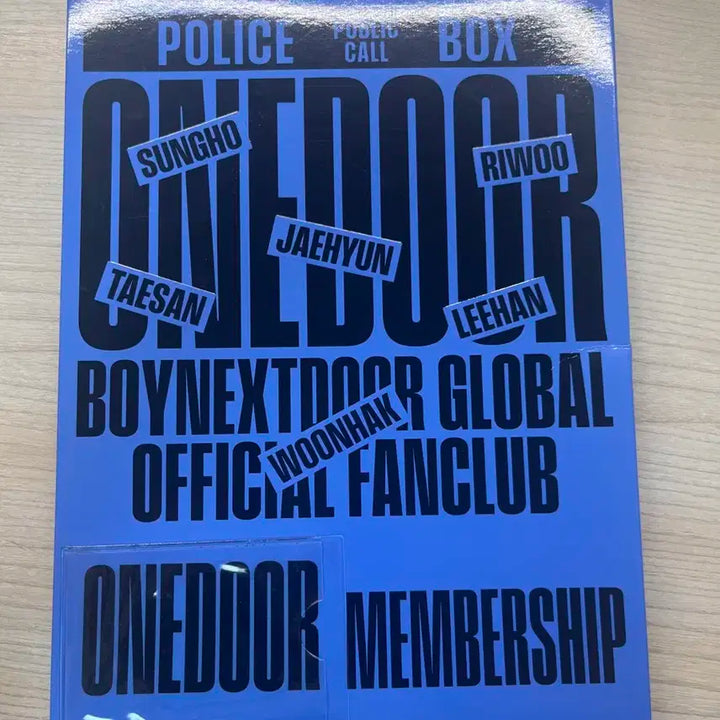 POLICE PUBLIC CALL BOX
ONEDOOR
SUNGHO
RIWOO
JAEHYUN
TAESAN
LEEHAN
BOYNEXTDOOR GLOBAL
WOONHAK
OFFICIAL FANCLUB
ONEDOOR MEMBERSHIP